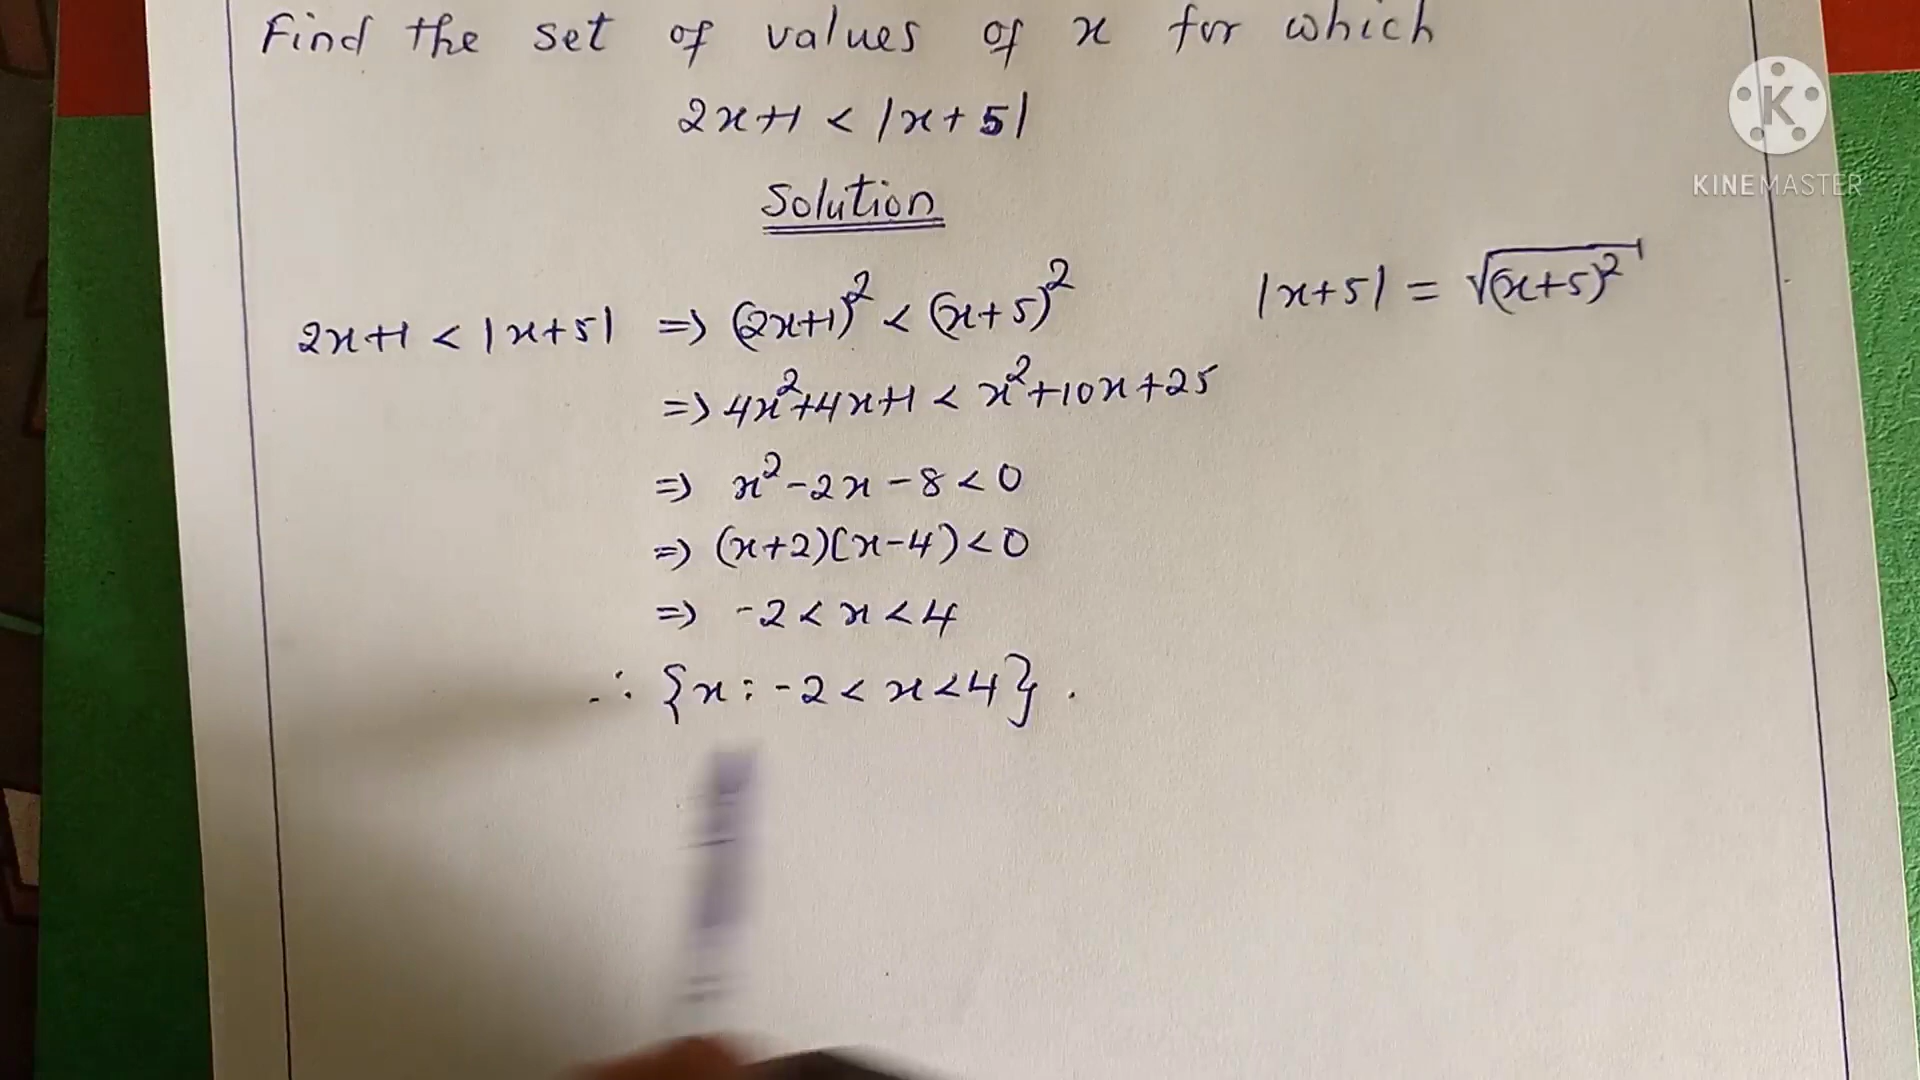 Find the set of values of x for which
2x+1 < |x+5|
Solution
2x+1 < |x+5| => (2x+1)² < (x+5)²
|x+5| = √(x+5)²
=> 4x²+4x+1 < x²+10x+25
=> x²-2x-8<0
=> (x+2)(x-4)<0
=> -2<x<4
∴ {x: -2<x<4}.
K
KINEMASTER